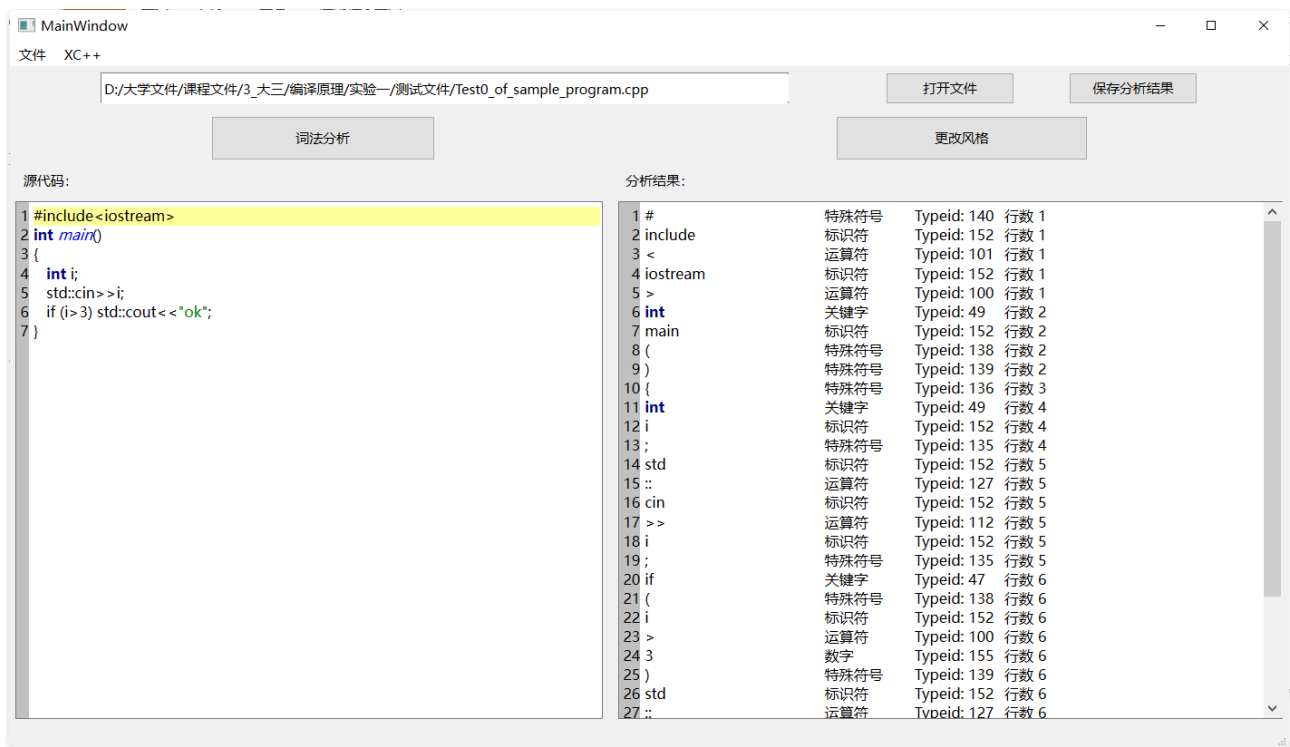 MainWindow
文件 XC++
D:/大学文件/课程文件/3_大三/编译原理/实验一/测试文件/Test0_of_sample_program.cpp 打开文件 保存分析结果
词法分析 更改风格
源代码: 分析结果:
1 #include<iostream>
2 int main()
3 {
4 int i;
5 std::cin>>i;
6 if (i>3) std::cout<<"ok";
7 }
1 # 特殊符号 Typeid: 140 行数 1
2 include 标识符 Typeid: 152 行数 1
3 < 运算符 Typeid: 101 行数 1
4 iostream 标识符 Typeid: 152 行数 1
5 > 运算符 Typeid: 100 行数 1
6 int 关键字 Typeid: 49 行数 2
7 main 标识符 Typeid: 152 行数 2
8 ( 特殊符号 Typeid: 138 行数 2
9 ) 特殊符号 Typeid: 139 行数 2
10 { 特殊符号 Typeid: 136 行数 3
11 int 关键字 Typeid: 49 行数 4
12 i 标识符 Typeid: 152 行数 4
13 ; 特殊符号 Typeid: 135 行数 4
14 std 标识符 Typeid: 152 行数 5
15 :: 运算符 Typeid: 127 行数 5
16 cin 标识符 Typeid: 152 行数 5
17 >> 运算符 Typeid: 112 行数 5
18 i 标识符 Typeid: 152 行数 5
19 ; 特殊符号 Typeid: 135 行数 5
20 if 关键字 Typeid: 47 行数 6
21 ( 特殊符号 Typeid: 138 行数 6
22 i 标识符 Typeid: 152 行数 6
23 > 运算符 Typeid: 100 行数 6
24 3 数字 Typeid: 155 行数 6
25 ) 特殊符号 Typeid: 139 行数 6
26 std 标识符 Typeid: 152 行数 6
27 :: 运算符 Typeid: 127 行数 6